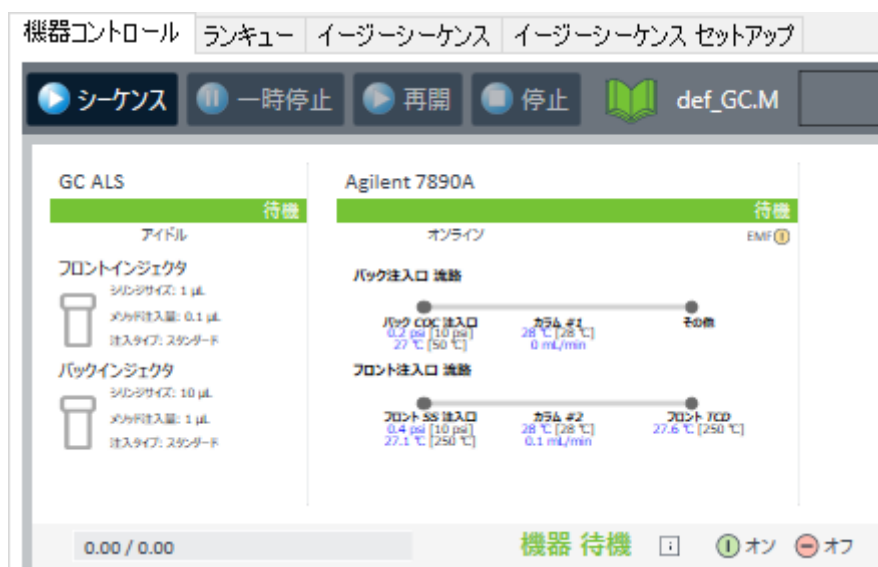 機器コントロール ランキュー イージーシーケンス イージーシーケンス セットアップ
シーケンス 一時停止 再開 停止 def_GC.M
GC ALS
待機
アイドル
フロントインジェクタ
シリンジサイズ: 1 µL
メソッド注入量: 0.1 µL
注入タイプ: スタンダード
バックインジェクタ
シリンジサイズ: 10 µL
メソッド注入量: 1 µL
注入タイプ: スタンダード
Agilent 7890A
待機
オンライン EMF
バック注入口 流路
バック COC 注入口 カラム #1 その他
0.2 psi [10 psi] 28 ℃ [28 ℃]
27 ℃ [50 ℃] 0 mL/min
フロント注入口 流路
フロント SS 注入口 カラム #2 フロント TCD
0.4 psi [10 psi] 28 ℃ [28 ℃] 27.6 ℃ [250 ℃]
27.1 ℃ [250 ℃] 0.1 mL/min
0.00 / 0.00 機器 待機 i オン オフ